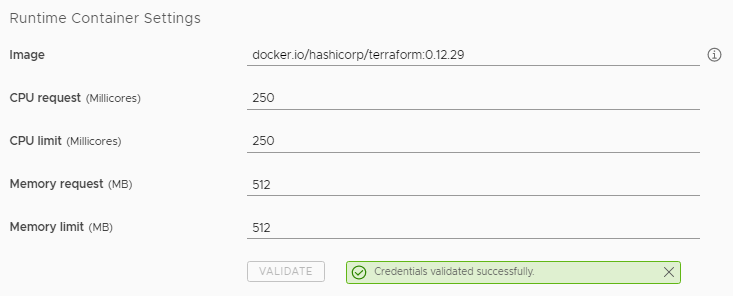 Runtime Container Settings
Image docker.io/hashicorp/terraform:0.12.29
CPU request (Millicores) 250
CPU limit (Millicores) 250
Memory request (MB) 512
Memory limit (MB) 512
VALIDATE Credentials validated successfully.